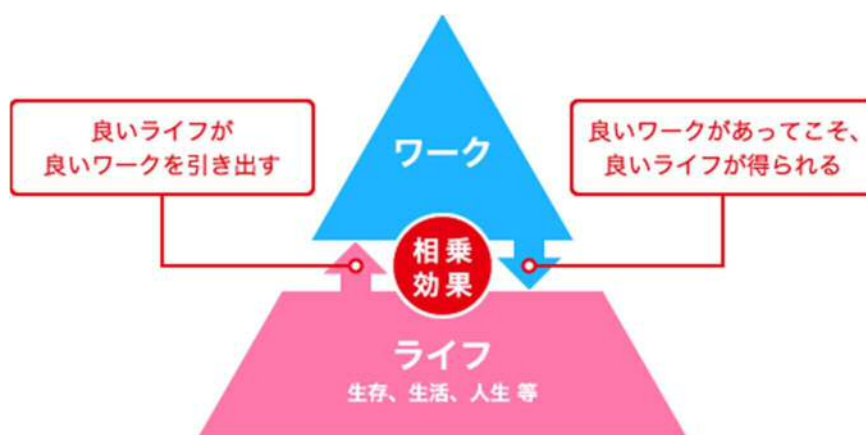 良いライフが
良いワークを引き出す
ワーク
良いワークがあってこそ、
良いライフが得られる
相乗
効果
ライフ
生存、生活、人生 等